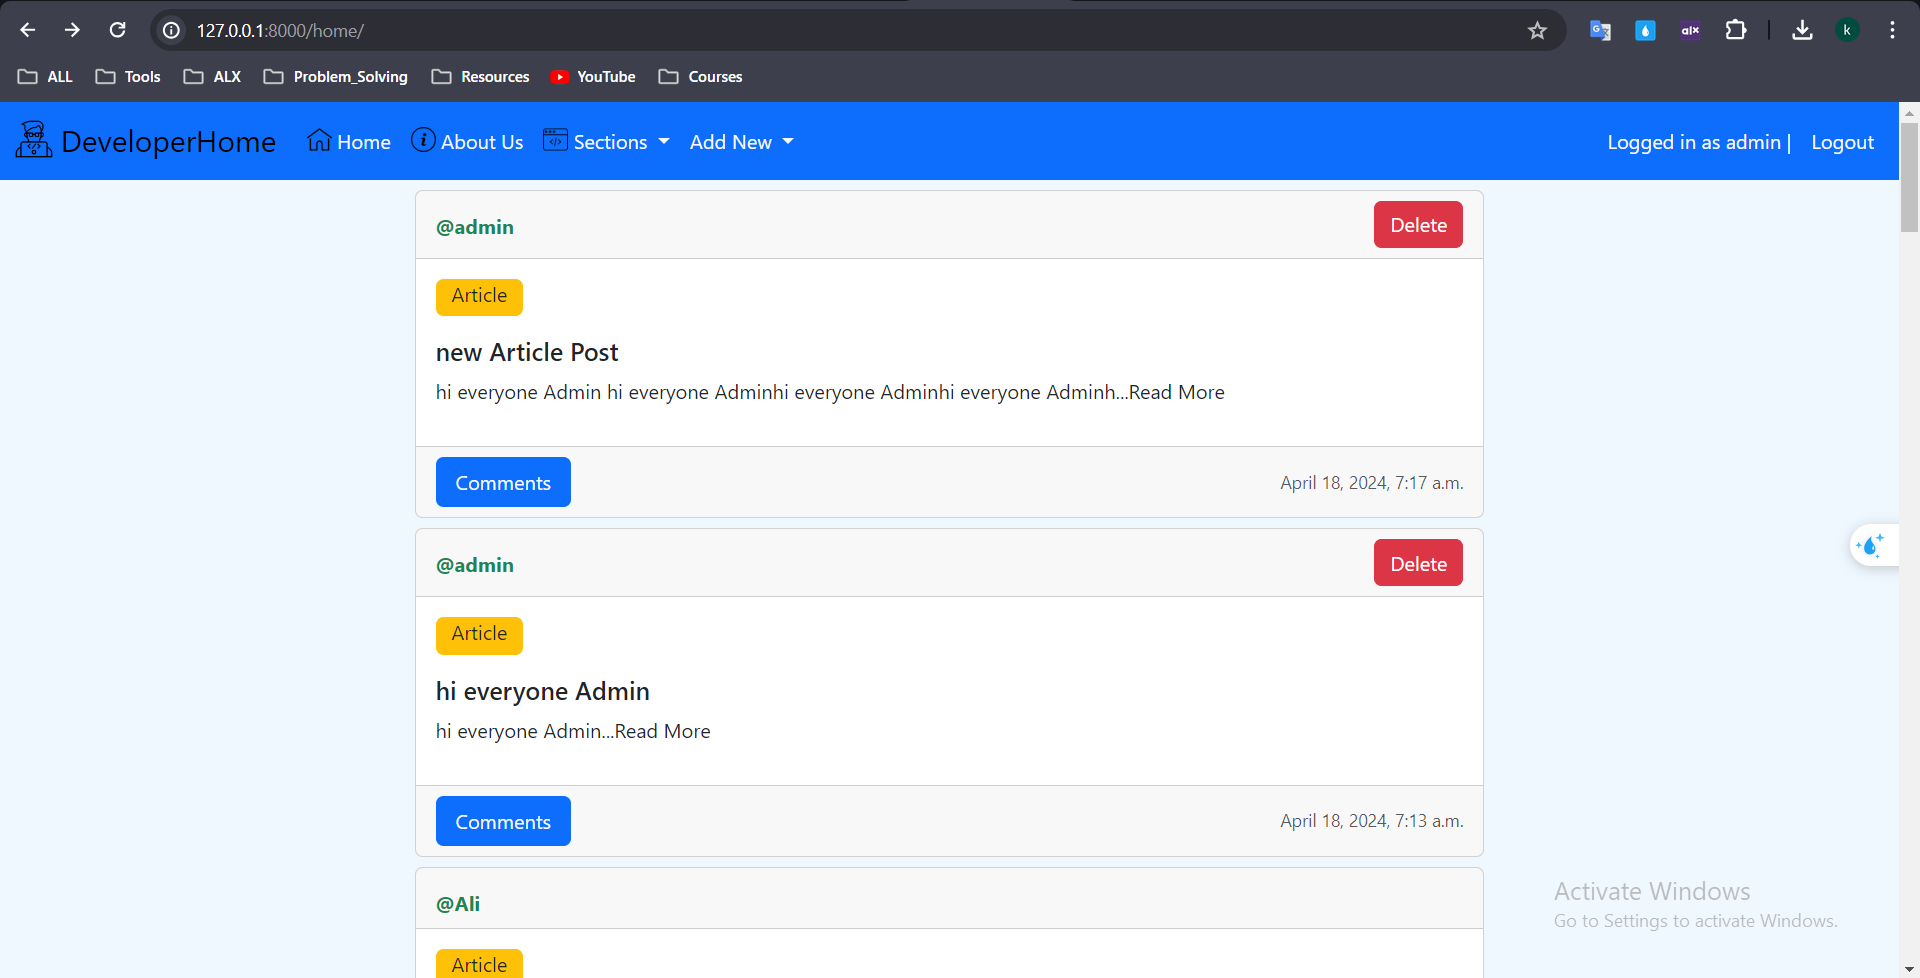 127.0.0.1:8000/home/
alx
k
ALL Tools ALX Problem_Solving Resources YouTube Courses
DeveloperHome Home About Us Sections Add New Logged in as admin | Logout
@admin Delete
Article
new Article Post
hi everyone Admin hi everyone Adminhi everyone Adminhi everyone Adminh...Read More
Comments April 18, 2024, 7:17 a.m.
@admin Delete
Article
hi everyone Admin
hi everyone Admin...Read More
Comments April 18, 2024, 7:13 a.m.
@Ali
Article
Activate Windows
Go to Settings to activate Windows.